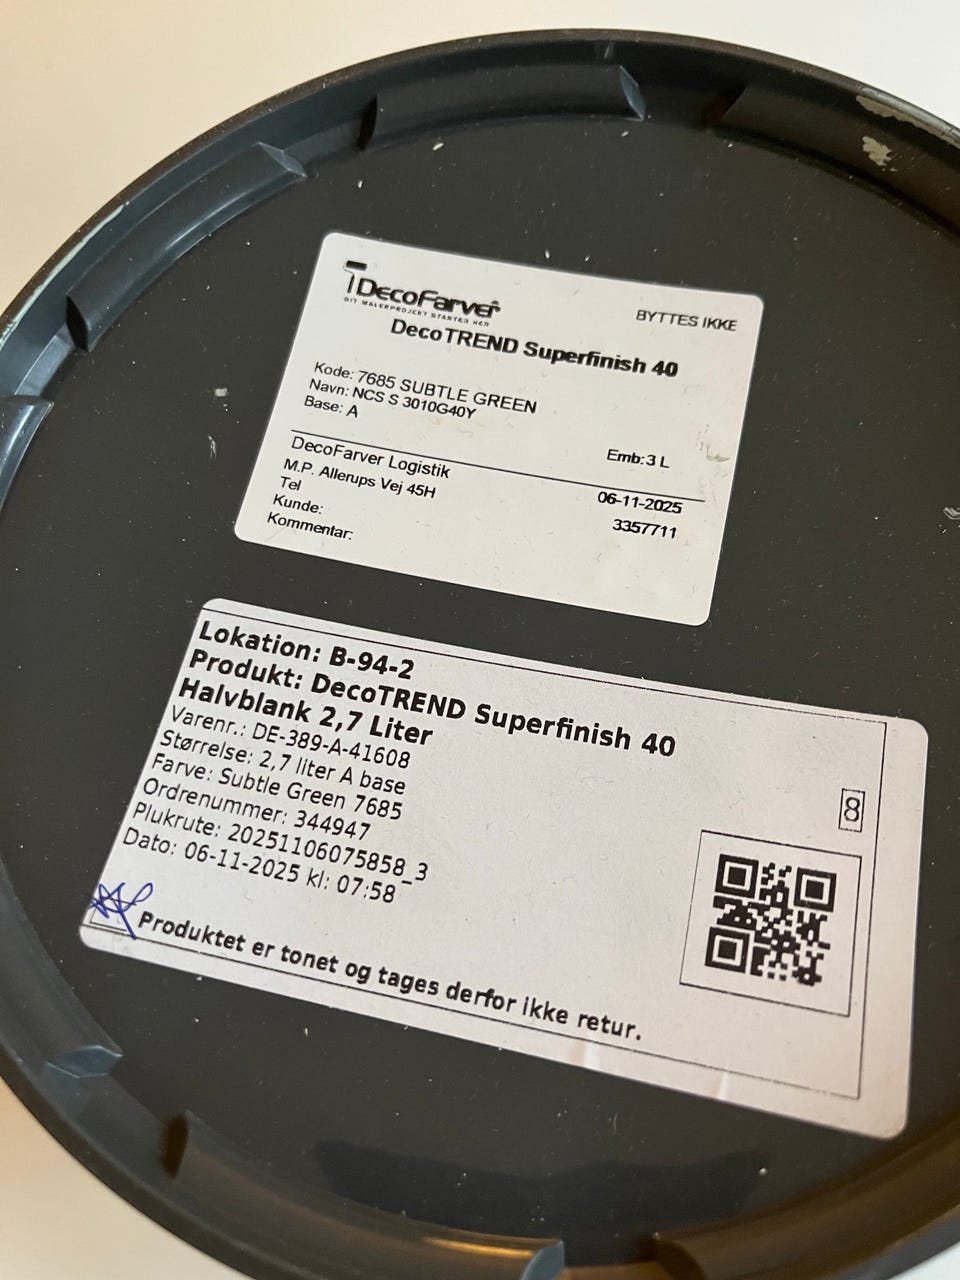 DecoFarver
DIT MALERPROJEKT STARTER HER
BYTTES IKKE
DecoTREND Superfinish 40
Kode: 7685 SUBTLE GREEN
Navn: NCS S 3010G40Y
Base: A
Emb: 3 L
DecoFarver Logistik
M.P. Allerups Vej 45H
06-11-2025
Tel
3357711
Kunde:
Kommentar:
Lokation: B-94-2
Produkt: DecoTREND Superfinish 40
Halvblank 2,7 Liter
Varenr.: DE-389-A-41608
Størrelse: 2,7 liter A base
Farve: Subtle Green 7685
Ordrenummer: 344947
Plukrute: 20251106075858_3
Dato: 06-11-2025 kl: 07:58
8
Produktet er tonet og tages derfor ikke retur.